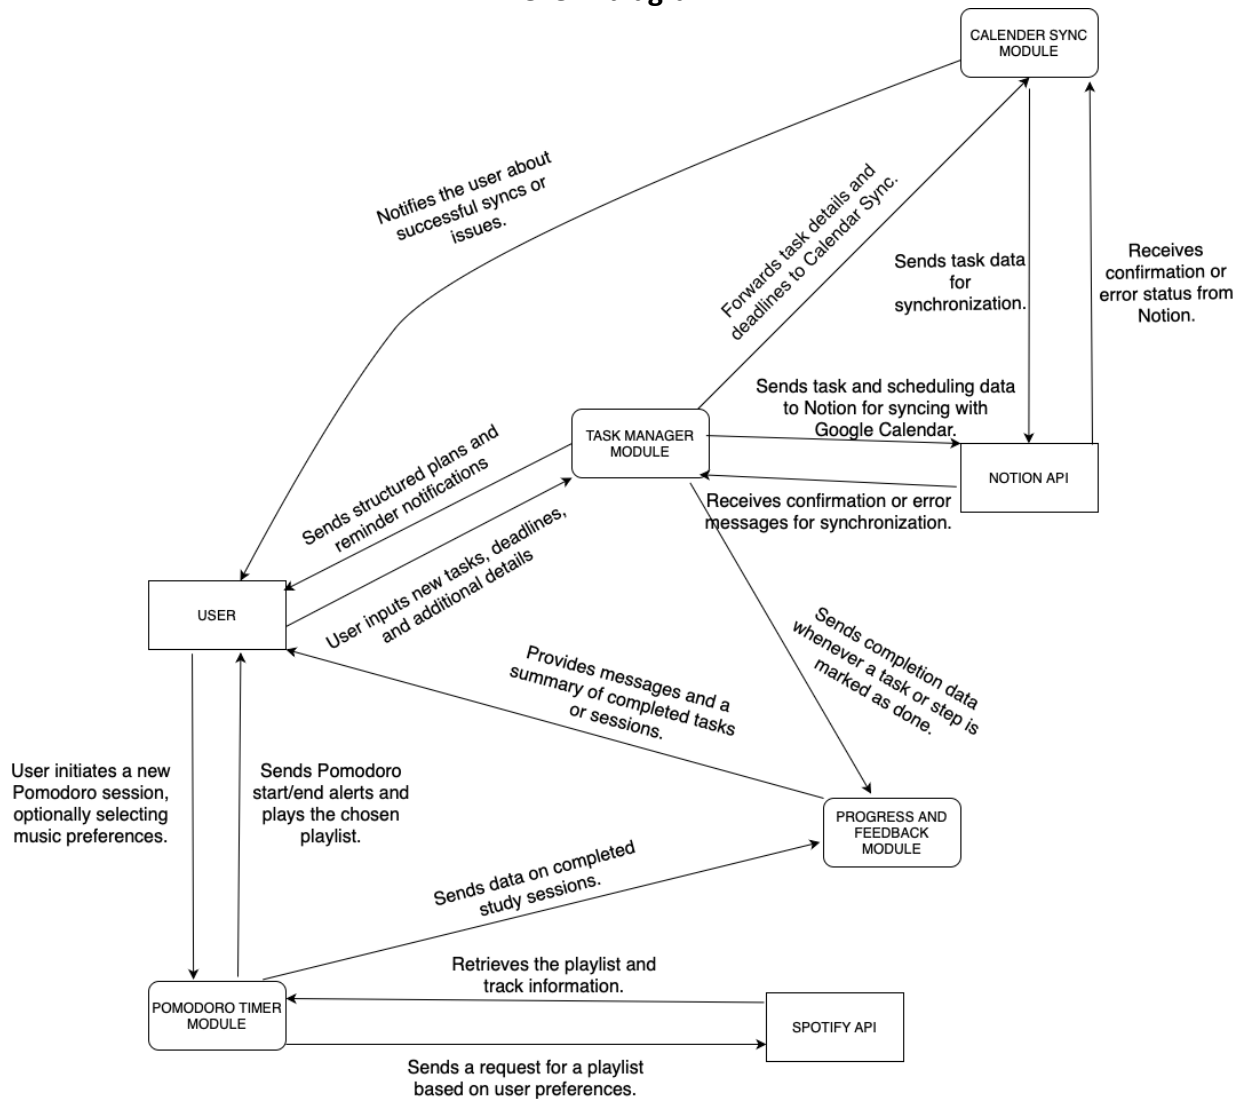 CALENDER SYNC
MODULE
Notifies the user about
successful syncs or
issues.
Forwards task details and
deadlines to Calendar Sync.
Sends task data
for
synchronization.
Receives
confirmation or
error status from
Notion.
Sends task and scheduling data
to Notion for syncing with
Google Calendar.
TASK MANAGER
MODULE
NOTION API
Receives confirmation or error
messages for synchronization.
Sends structured plans and
reminder notifications
User inputs new tasks, deadlines,
and additional details
USER
Sends completion data
whenever a task or step is
marked as done.
Provides messages and a
summary of completed tasks
or sessions.
User initiates a new
Pomodoro session,
optionally selecting
music preferences.
Sends Pomodoro
start/end alerts and
plays the chosen
playlist.
PROGRESS AND
FEEDBACK
MODULE
Sends data on completed
study sessions.
Retrieves the playlist and
track information.
POMODORO TIMER
MODULE
SPOTIFY API
Sends a request for a playlist
based on user preferences.